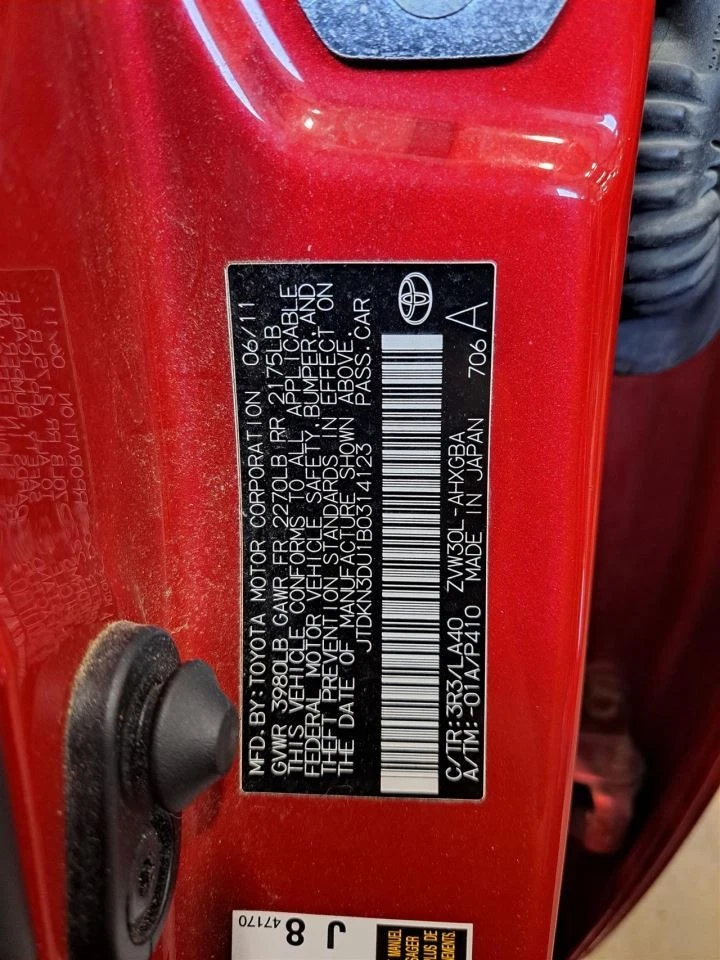 MFD. BY: TOYOTA MOTOR CORPORATION 06/11
GVWR 3980LB GAWR FR 2270LB RR 2175LB
THIS VEHICLE CONFORMS TO ALL APPLICABLE
FEDERAL MOTOR VEHICLE SAFETY, BUMPER, AND
THEFT PREVENTION STANDARDS IN EFFECT ON
THE DATE OF MANUFACTURE SHOWN ABOVE.
JTDKN3DU1B0314123 PASS. CAR
C/TR: 3R3/LA40 ZVW30L-AHXGBA
A/TM: -01A/P410 MADE IN JAPAN 706 A
J 8
47170
MANUEL
DE